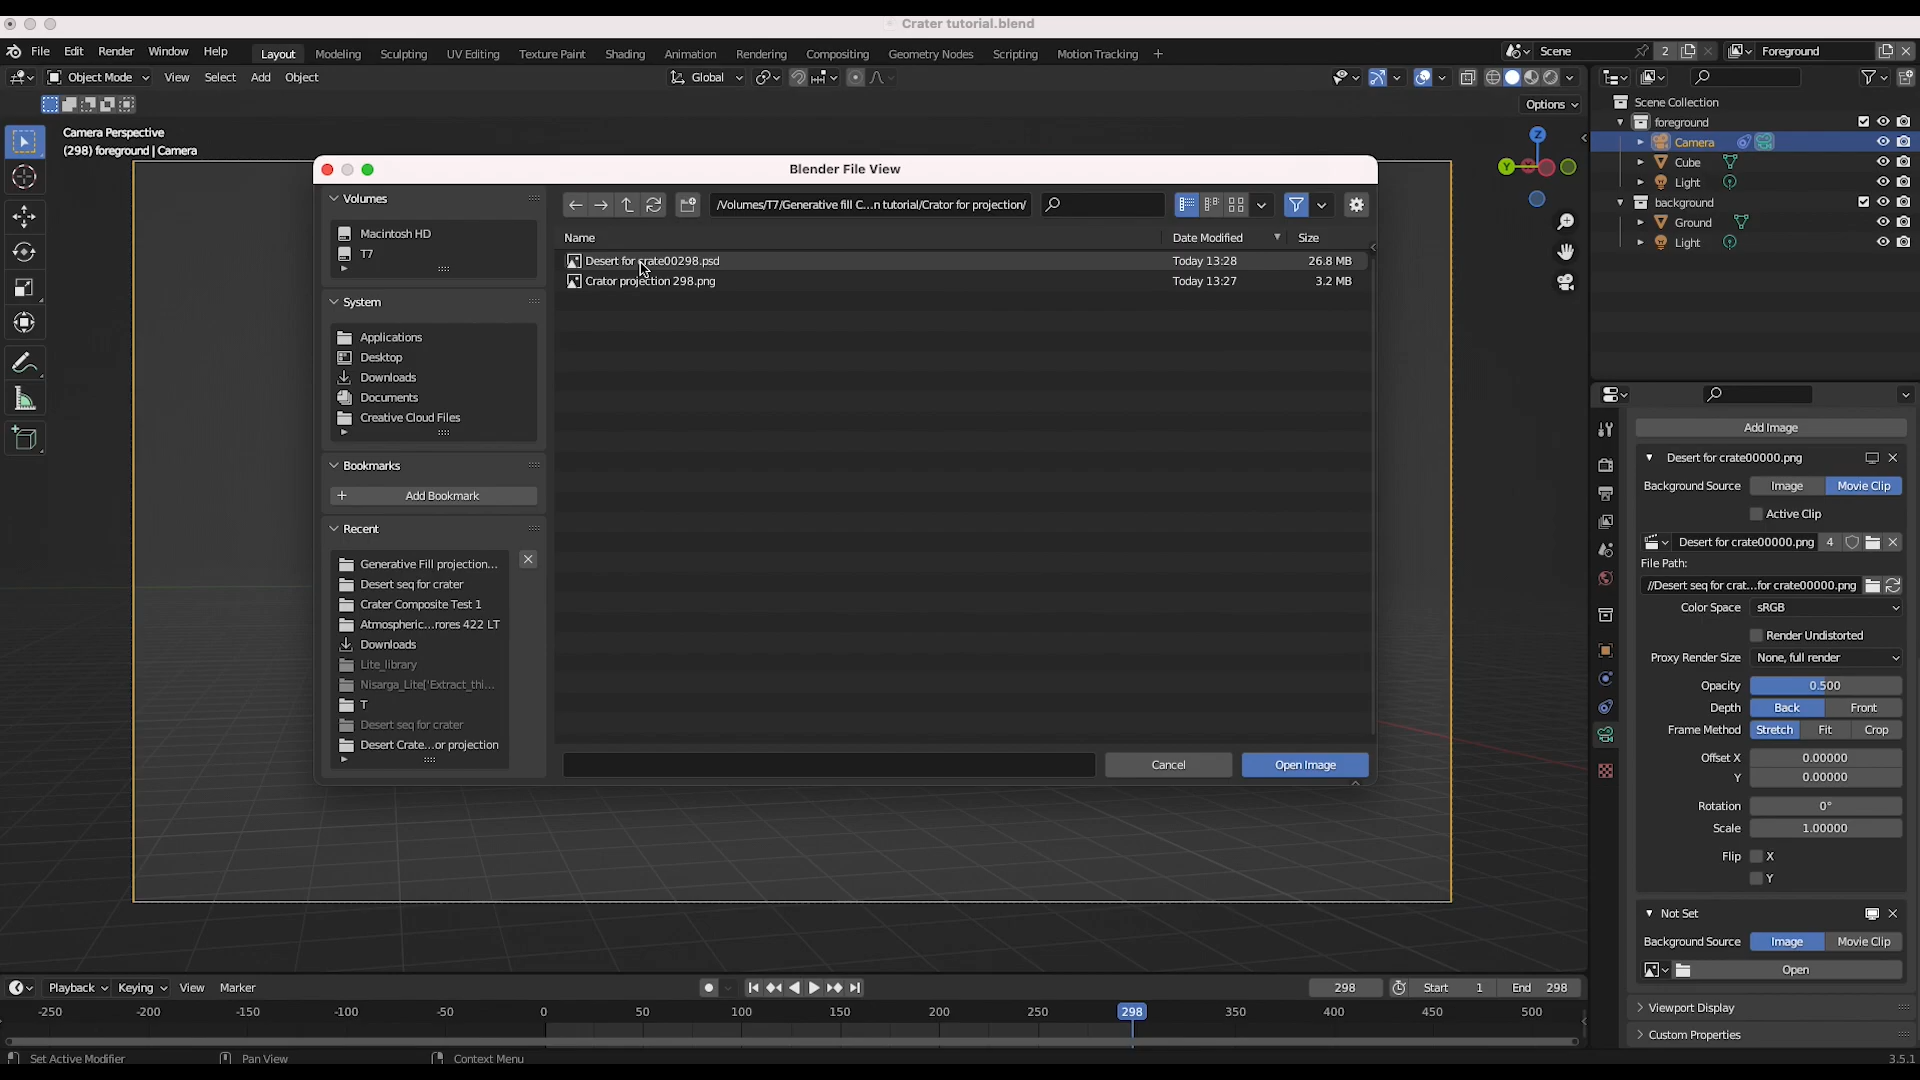 Crater tutorial.blend
File Edit Render Window Help Layout Modeling Sculpting UV Editing Texture Paint Shading Animation Rendering Compositing Geometry Nodes Scripting Motion Tracking + Scene 2 Foreground
Object Mode View Select Add Object Global
Options
Camera Perspective
(298) foreground | Camera
Z
Y
Blender File View
Volumes
Macintosh HD
T7
System
Applications
Desktop
Downloads
Documents
Creative Cloud Files
Bookmarks
+ Add Bookmark
Recent
Generative Fill projection...
Desert seq for crater
Crater Composite Test 1
Atmospheric...rores 422 LT
Downloads
Lite_library
Nisarga_Lite['Extract_thi...
T
Desert seq for crater
Desert Crate...or projection
/Volumes/T7/Generative fill C...n tutorial/Crator for projection/
Name Date Modified Size
Desert for crate00298.psd Today 13:28 26.8 MB
Crator projection 298.png Today 13:27 3.2 MB
Cancel Open Image
Scene Collection
foreground
Camera
Cube
Light
background
Ground
Light
Add Image
Desert for crate00000.png
Background Source Image Movie Clip
Active Clip
Desert for crate00000.png 4
File Path:
//Desert seq for crat...for crate00000.png
Color Space sRGB
Render Undistorted
Proxy Render Size None, full render
Opacity 0.500
Depth Back Front
Frame Method Stretch Fit Crop
Offset X 0.00000
Y 0.00000
Rotation 0°
Scale 1.00000
Flip X
Y
Not Set
Background Source Image Movie Clip
Open
Viewport Display
Custom Properties
Playback Keying View Marker 298 Start 1 End 298
-250 -200 -150 -100 -50 0 50 100 150 200 250 298 350 400 450 500
Set Active Modifier Pan View Context Menu 3.5.1